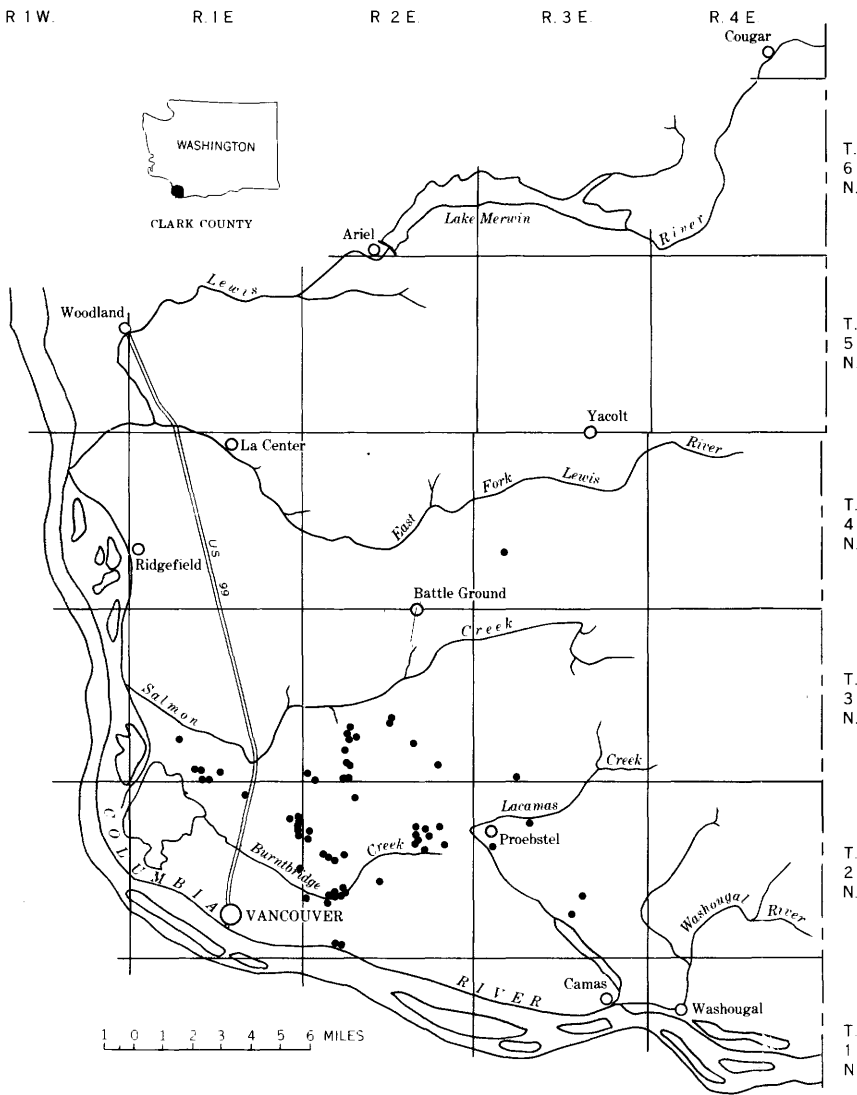 R 1 W. R. 1 E R 2 E. R. 3 E. R. 4 E.
Cougar
WASHINGTON
CLARK COUNTY
T. 6 N.
Ariel
Lake Merwin
River
Lewis
Woodland
T. 5 N.
Yacolt
La Center
River
East Fork Lewis
T. 4 N.
US 99
Ridgefield
Battle Ground
Creek
Salmon
T. 3 N.
Creek
Lacamas
Proebstel
COLUMBIA
Burntbridge Creek
T. 2 N.
VANCOUVER
Washougal River
RIVER
Camas
Washougal
1 0 1 2 3 4 5 6 MILES
T. 1 N